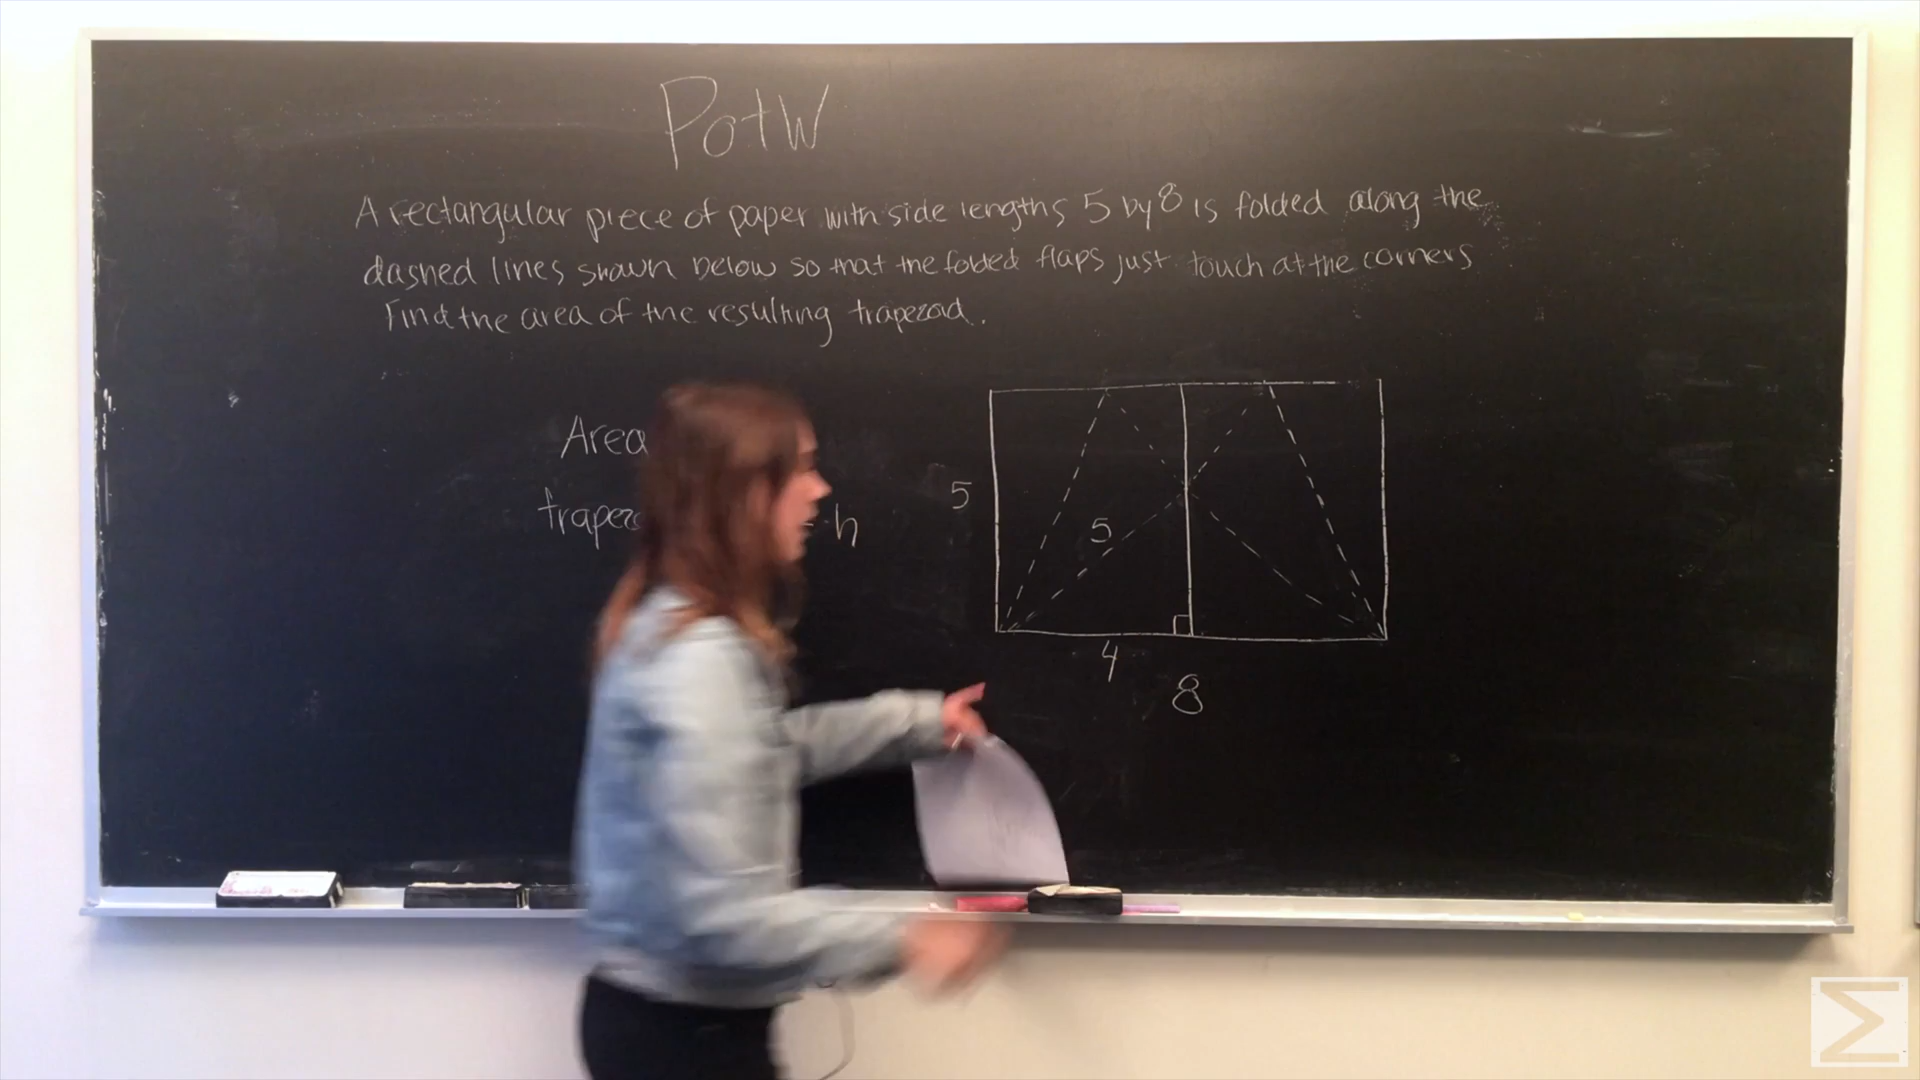 PotW
A rectangular piece of paper with side lengths 5 by 8 is folded along the
dashed lines shown below so that the folded flaps just touch at the corners
Find the area of the resulting trapezoid.
Area
h
5
5
4
8
Σ